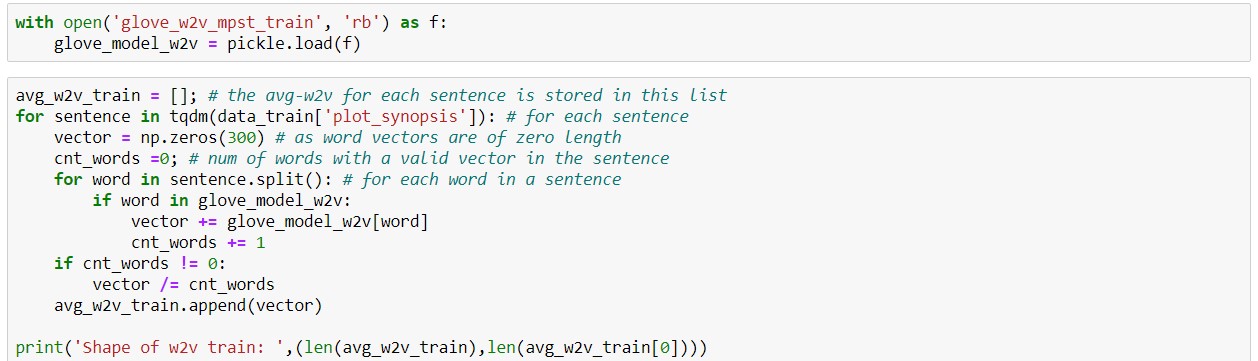 with open('glove_w2v_mpst_train', 'rb') as f:
    glove_model_w2v = pickle.load(f)
avg_w2v_train = []; # the avg-w2v for each sentence is stored in this list
for sentence in tqdm(data_train['plot_synopsis']): # for each sentence
    vector = np.zeros(300) # as word vectors are of zero length
    cnt_words =0; # num of words with a valid vector in the sentence
    for word in sentence.split(): # for each word in a sentence
        if word in glove_model_w2v:
            vector += glove_model_w2v[word]
            cnt_words += 1
    if cnt_words != 0:
        vector /= cnt_words
    avg_w2v_train.append(vector)
print('Shape of w2v train: ',(len(avg_w2v_train),len(avg_w2v_train[0])))